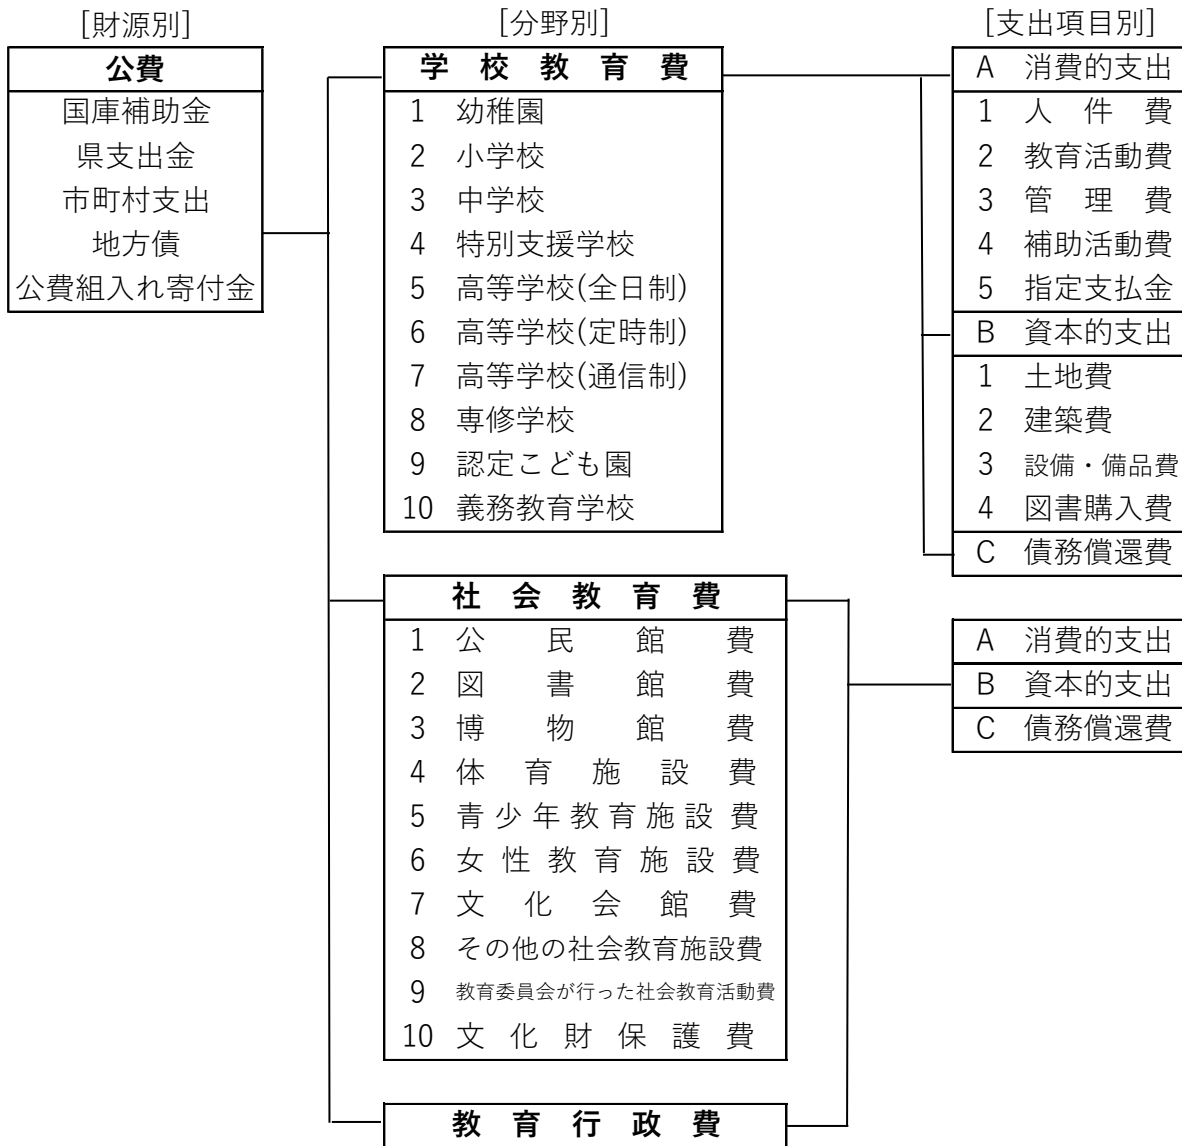 [財源別]
公費
国庫補助金
県支出金
市町村支出
地方債
公費組入れ寄付金
[分野別]
学校教育費
1 幼稚園
2 小学校
3 中学校
4 特別支援学校
5 高等学校(全日制)
6 高等学校(定時制)
7 高等学校(通信制)
8 専修学校
9 認定こども園
10 義務教育学校
社会教育費
1 公民館費
2 図書館費
3 博物館費
4 体育施設費
5 青少年教育施設費
6 女性教育施設費
7 文化会館費
8 その他の社会教育施設費
9 教育委員会が行った社会教育活動費
10 文化財保護費
教育行政費
[支出項目別]
A 消費的支出
1 人件費
2 教育活動費
3 管理費
4 補助活動費
5 指定支払金
B 資本的支出
1 土地費
2 建築費
3 設備・備品費
4 図書購入費
C 債務償還費
A 消費的支出
B 資本的支出
C 債務償還費